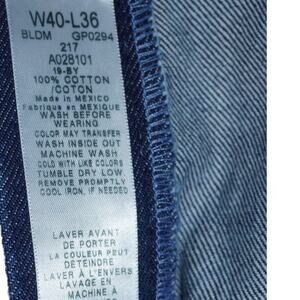 W40-L36
BLDM GP0294
217
A028101
19-BY
100% COTTON
/COTON
Made in MEXICO
Fabriqué en MEXIQUE
WASH BEFORE
WEARING
COLOR MAY TRANSFER
WASH INSIDE OUT
MACHINE WASH
COLD WITH LIKE COLORS
TUMBLE DRY LOW
REMOVE PROMPTLY
COOL IRON, IF NEEDED
LAVER AVANT
DE PORTER
LA COULEUR PEUT
DÉTEINDRE
LAVER À L'ENVERS
LAVAGE EN
MACHINE À